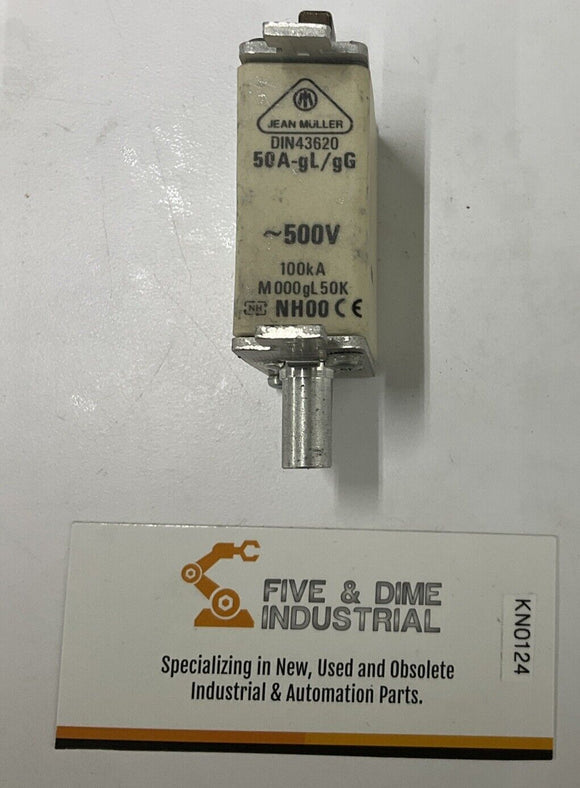 JEAN MÜLLER
DIN43620
50A-gL/gG
~500V
100kA
M000gL50K
NH NH00 CE
FIVE & DIME
INDUSTRIAL
Specializing in New, Used and Obsolete
Industrial & Automation Parts.
KN0124